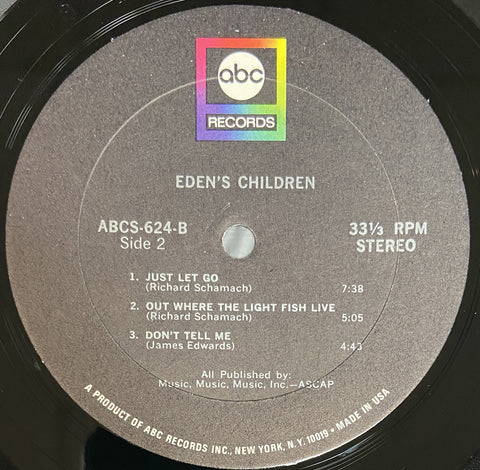 abc
RECORDS
EDEN'S CHILDREN
ABCS-624-B
Side 2
33⅓ RPM
STEREO
1. JUST LET GO
(Richard Schamach) 7:38
2. OUT WHERE THE LIGHT FISH LIVE
(Richard Schamach) 5:05
3. DON'T TELL ME
(James Edwards) 4:43
All Published by:
Music, Music, Music, Inc.—ASCAP
A PRODUCT OF ABC RECORDS INC., NEW YORK, N.Y. 10019 • MADE IN USA